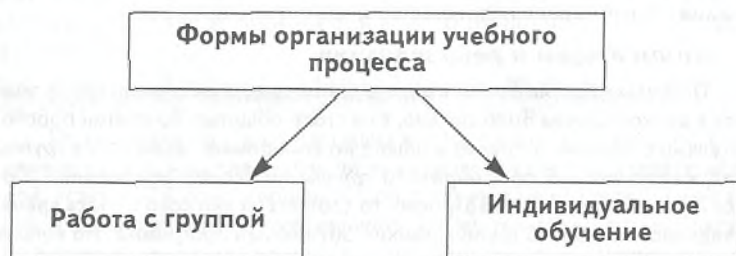 Формы организации учебного
процесса
Работа с группой
Индивидуальное
обучение